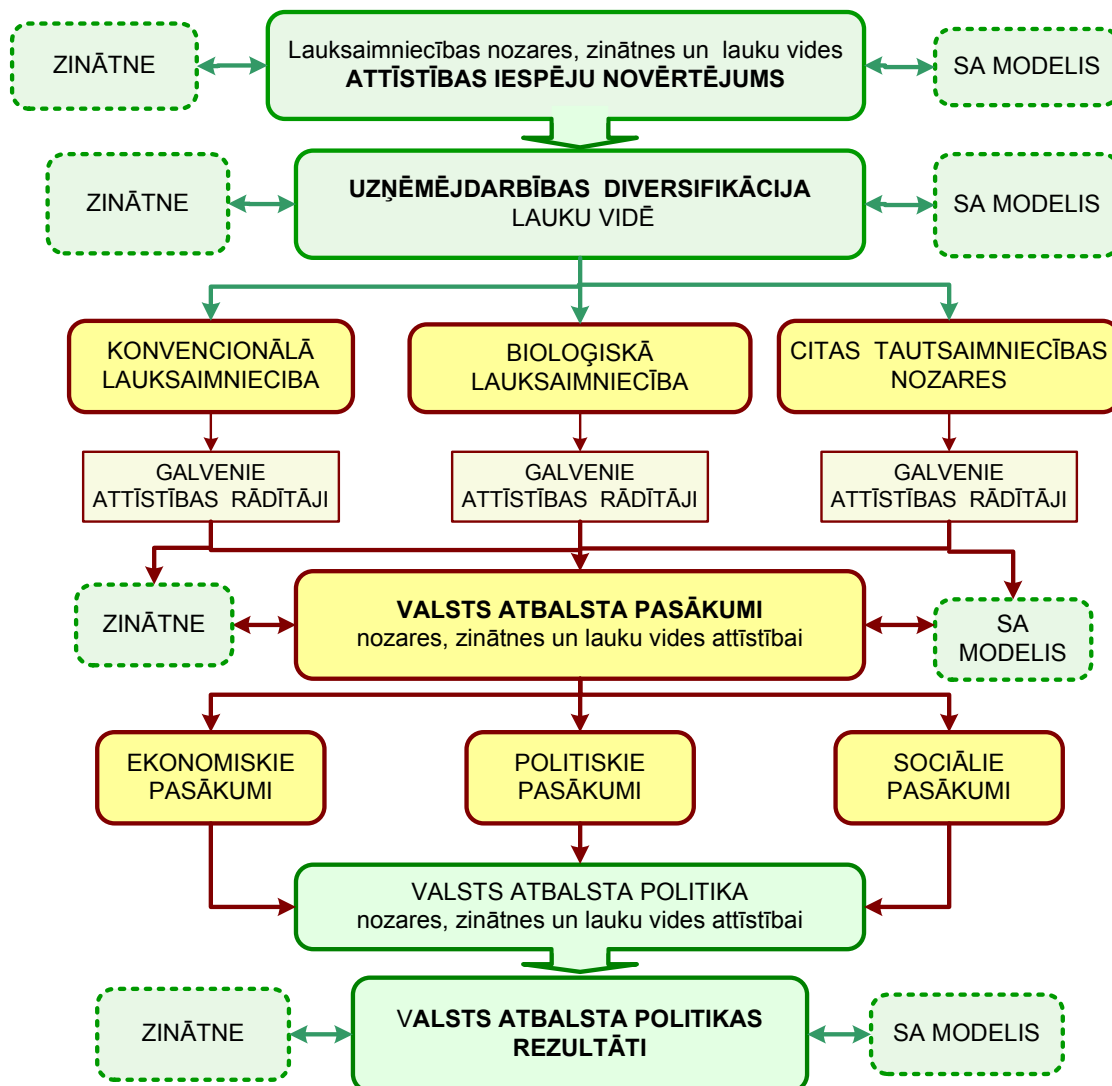 ZINĀTNE
Lauksaimniecības nozares, zinātnes un lauku vides
ATTĪSTĪBAS IESPĒJU NOVĒRTĒJUMS
SA MODELIS
ZINĀTNE
UZŅĒMĒJDARBĪBAS DIVERSIFIKĀCIJA
LAUKU VIDĒ
SA MODELIS
KONVENCIONĀLĀ
LAUKSAIMNIECIBA
BIOLOĢISKĀ
LAUKSAIMNIECĪBA
CITAS TAUTSAIMNIECĪBAS
NOZARES
GALVENIE
ATTĪSTĪBAS RĀDĪTĀJI
GALVENIE
ATTĪSTĪBAS RĀDĪTĀJI
GALVENIE
ATTĪSTĪBAS RĀDĪTĀJI
ZINĀTNE
VALSTS ATBALSTA PASĀKUMI
nozares, zinātnes un lauku vides attīstībai
SA
MODELIS
EKONOMISKIE
PASĀKUMI
POLITISKIE
PASĀKUMI
SOCIĀLIE
PASĀKUMI
VALSTS ATBALSTA POLITIKA
nozares, zinātnes un lauku vides attīstībai
ZINĀTNE
VALSTS ATBALSTA POLITIKAS
REZULTĀTI
SA MODELIS